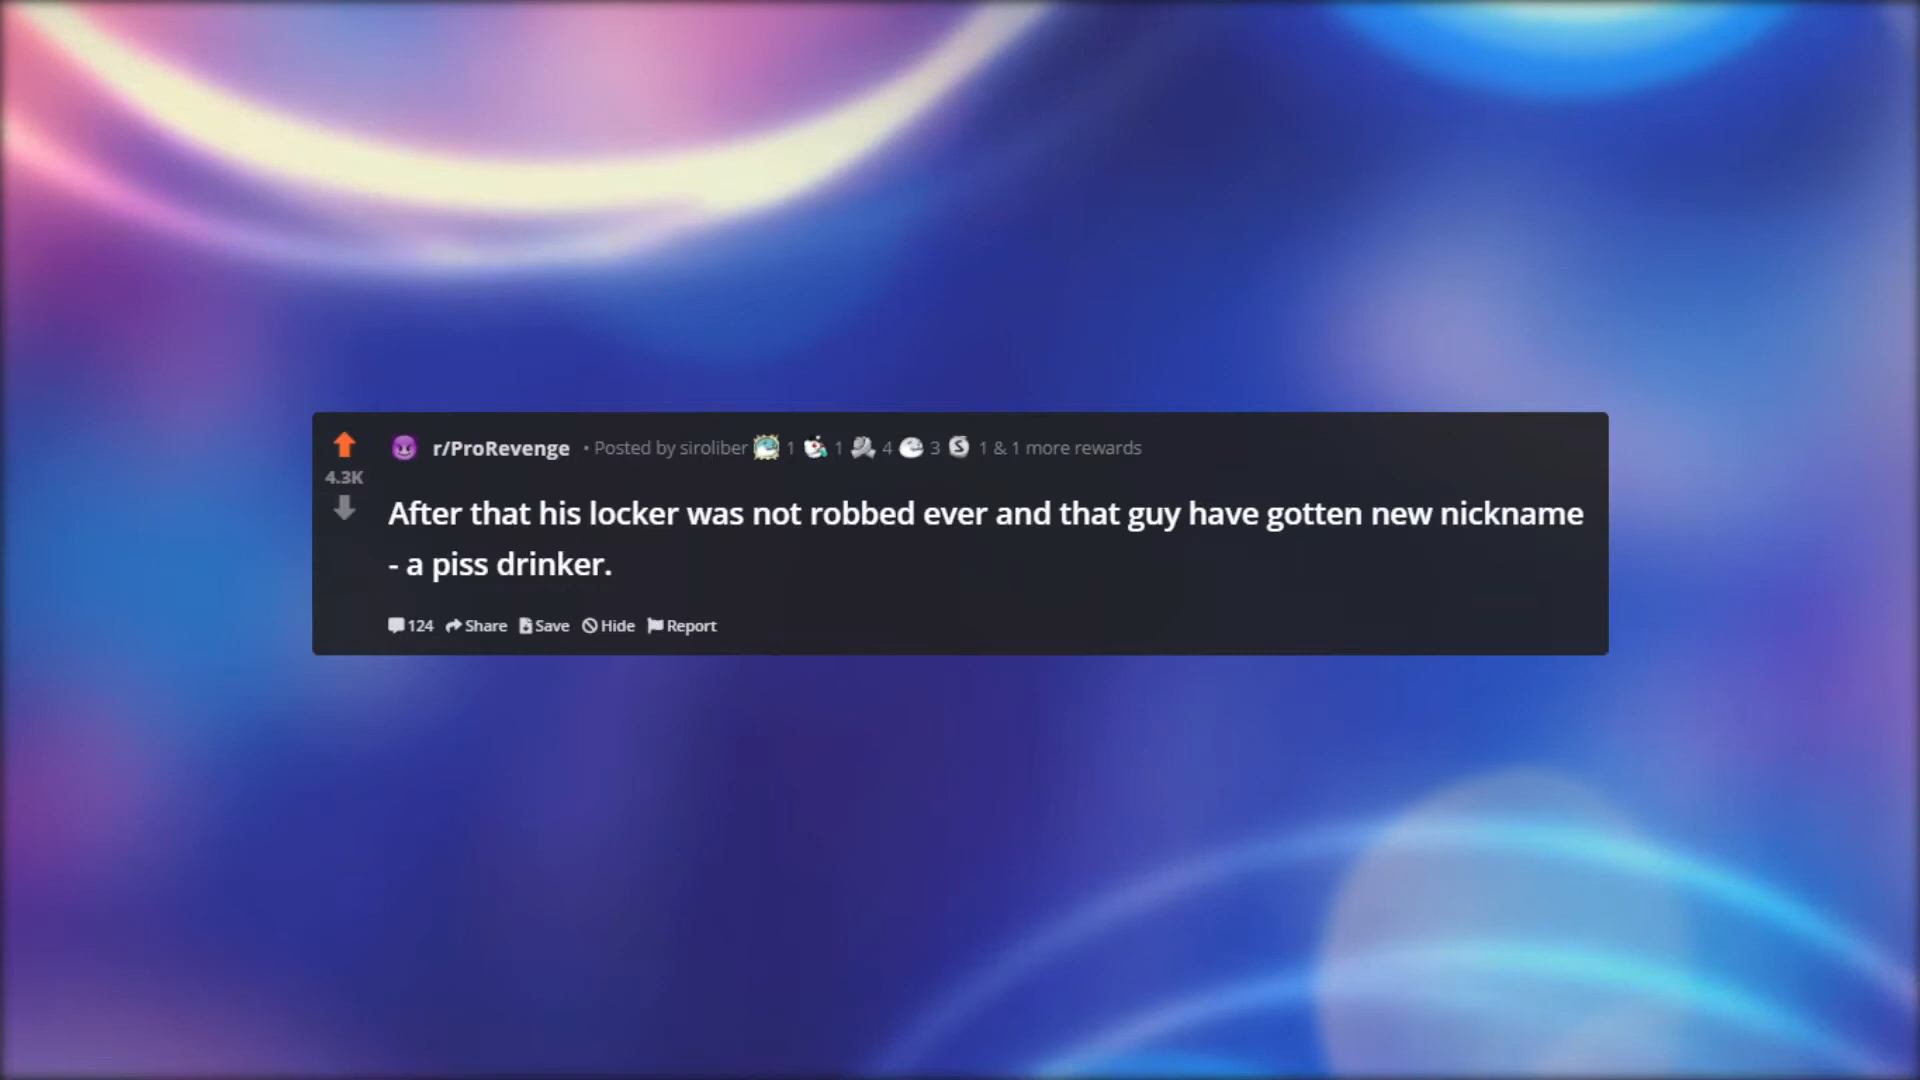 r/ProRevenge • Posted by siroliber 1 1 4 3 1 & 1 more rewards
4.3K
After that his locker was not robbed ever and that guy have gotten new nickname
- a piss drinker.
124 Share Save Hide Report